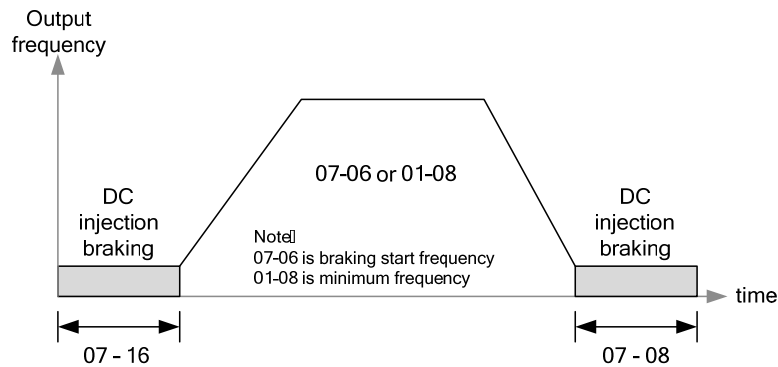 Output
frequency
07-06 or 01-08
DC
injection
braking
DC
injection
braking
Note▯
07-06 is braking start frequency
01-08 is minimum frequency
time
07 - 16
07 - 08